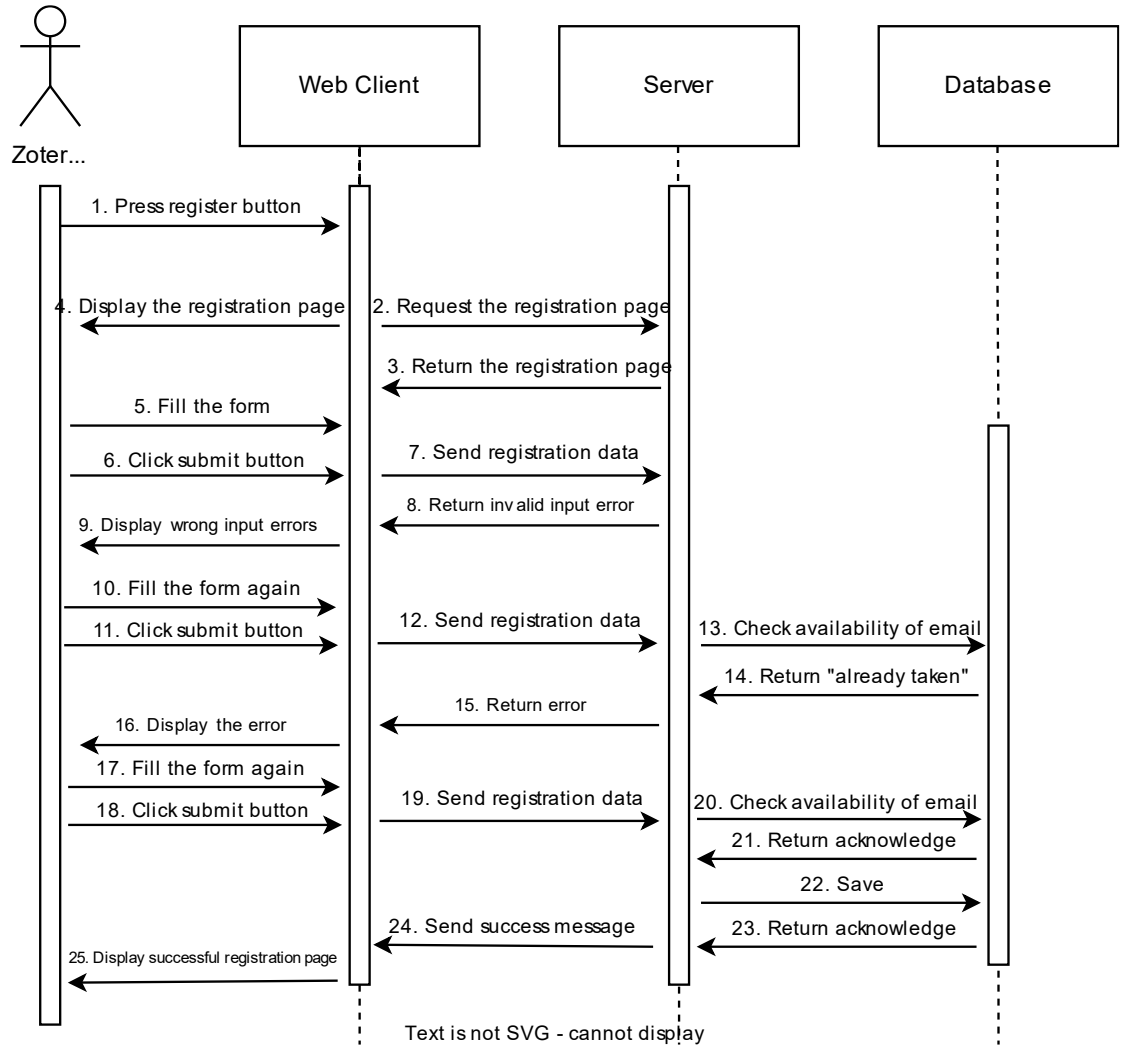 Web Client
Server
Database
Zoter...
1. Press register button
4. Display the registration page
2. Request the registration page
3. Return the registration page
5. Fill the form
6. Click submit button
7. Send registration data
8. Return invalid input error
9. Display wrong input errors
10. Fill the form again
11. Click submit button
12. Send registration data
13. Check availability of email
14. Return "already taken"
15. Return error
16. Display the error
17. Fill the form again
18. Click submit button
19. Send registration data
20. Check availability of email
21. Return acknowledge
22. Save
23. Return acknowledge
24. Send success message
25. Display successful registration page
Text is not SVG - cannot display